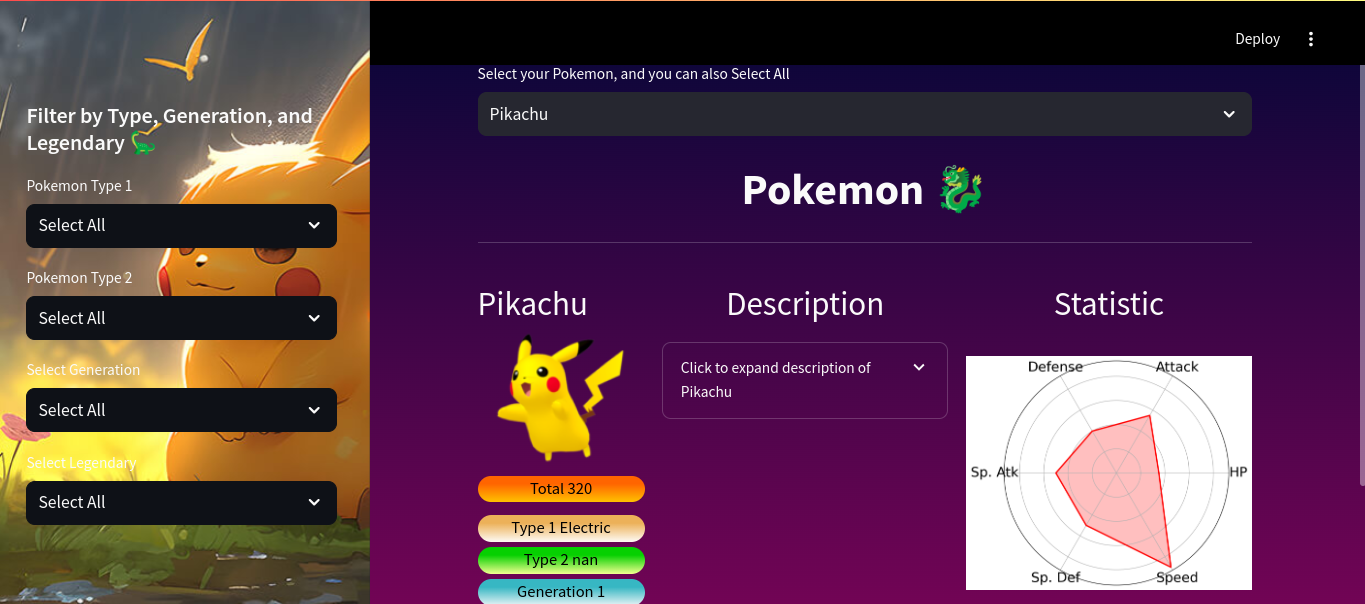 Deploy
Filter by Type, Generation, and
Legendary
Pokemon Type 1
Select All
Pokemon Type 2
Select All
Select Generation
Select All
Select Legendary
Select All
Select your Pokemon, and you can also Select All
Pikachu
Pokemon
Pikachu
Total 320
Type 1 Electric
Type 2 nan
Generation 1
Description
Click to expand description of
Pikachu
Statistic
Defense
Attack
Sp. Atk
HP
Sp. Def
Speed